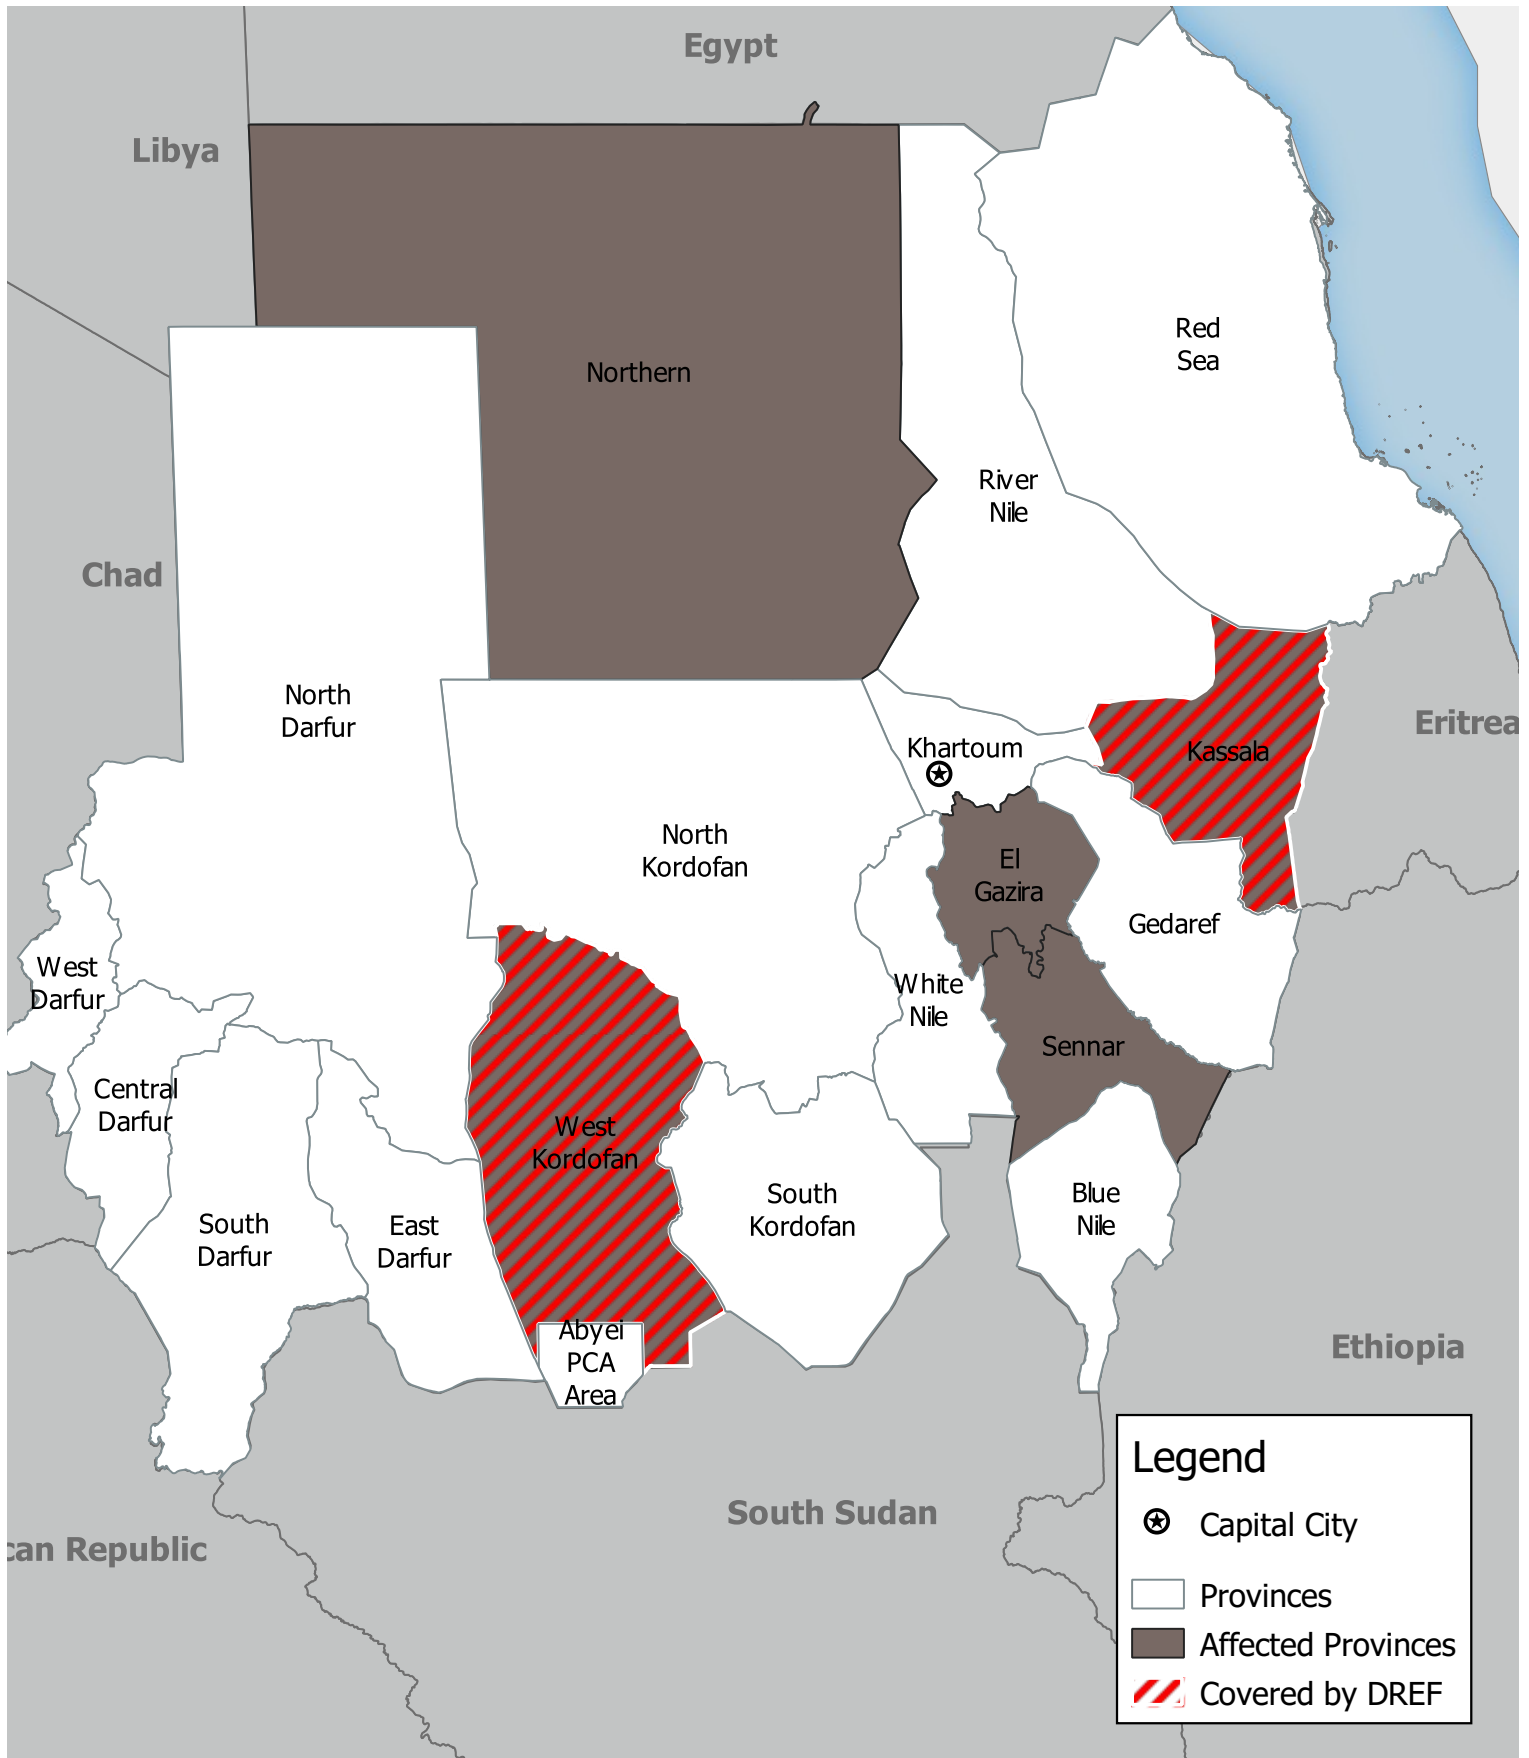 Egypt
Libya
Red
Sea
Northern
River
Nile
Chad
North
Darfur
Eritrea
Khartoum
Kassala
North
Kordofan
El
Gazira
Gedaref
West
Darfur
White
Nile
Sennar
Central
Darfur
West
Kordofan
South
Kordofan
Blue
Nile
South
Darfur
East
Darfur
Abyei
PCA
Area
Ethiopia
South Sudan
can Republic
Legend
Capital City
Provinces
Affected Provinces
Covered by DREF